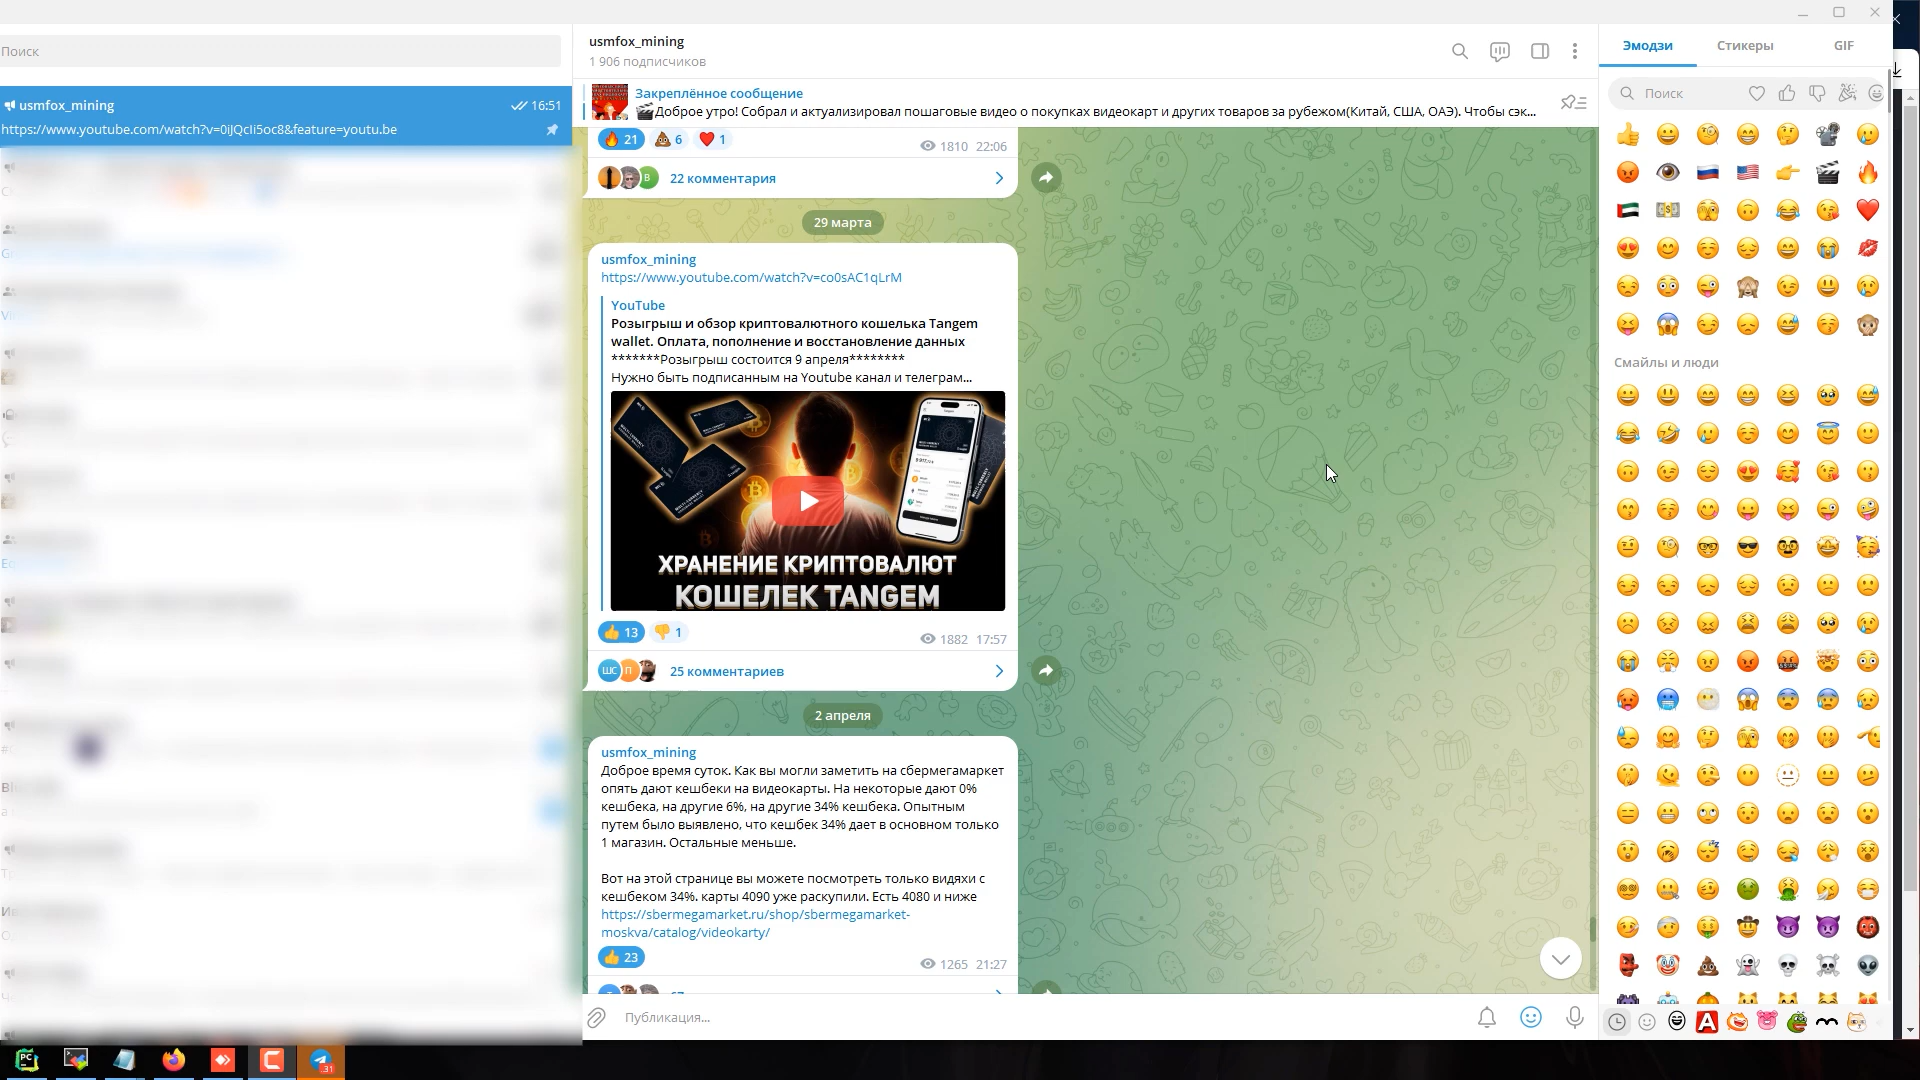 Поиск
usmfox_mining
16:51
https://www.youtube.com/watch?v=0iJQcIi5oc8&feature=youtu.be
usmfox_mining
1 906 подписчиков
Закреплённое сообщение
Доброе утро! Собрал и актуализировал пошаговые видео о покупках видеокарт и других товаров за рубежом(Китай, США, ОАЭ). Чтобы сэк...
21 6 1
1810 22:06
22 комментария
29 марта
usmfox_mining
https://www.youtube.com/watch?v=co0sAC1qLrM
YouTube
Розыгрыш и обзор криптовалютного кошелька Tangem
wallet. Оплата, пополнение и восстановление данных
*******Розыгрыш состоится 9 апреля********
Нужно быть подписанным на Youtube канал и телеграм...
ХРАНЕНИЕ КРИПТОВАЛЮТ
КОШЕЛЕК TANGEM
13 1
1882 17:57
25 комментариев
2 апреля
usmfox_mining
Доброе время суток. Как вы могли заметить на сбермегамаркет
опять дают кешбеки на видеокарты. На некоторые дают 0%
кешбека, на другие 6%, на другие 34% кешбека. Опытным
путем было выявлено, что кешбек 34% дает в основном только
1 магазин. Остальные меньше.
Вот на этой странице вы можете посмотреть только видяхи с
кешбеком 34%. карты 4090 уже раскупили. Есть 4080 и ниже
https://sbermegamarket.ru/shop/sbermegamarket-
moskva/catalog/videokarty/
23
1265 21:27
Публикация...
Эмодзи
Стикеры
GIF
Поиск
Смайлы и люди